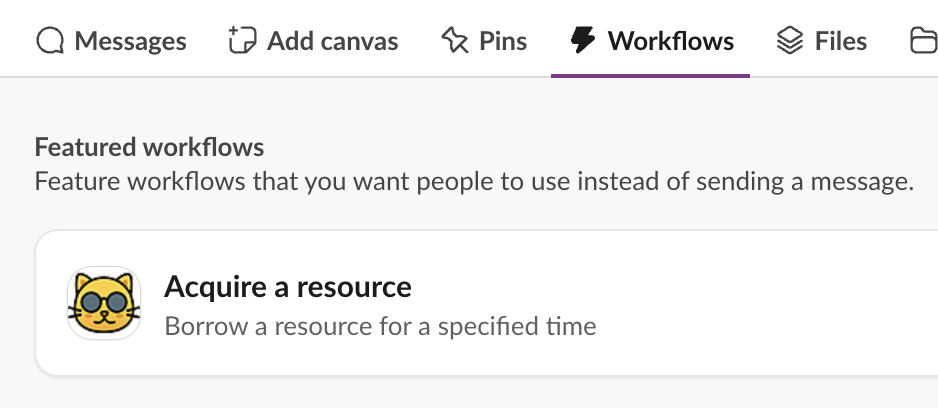 Messages Add canvas Pins Workflows Files
Featured workflows
Feature workflows that you want people to use instead of sending a message.
Acquire a resource
Borrow a resource for a specified time